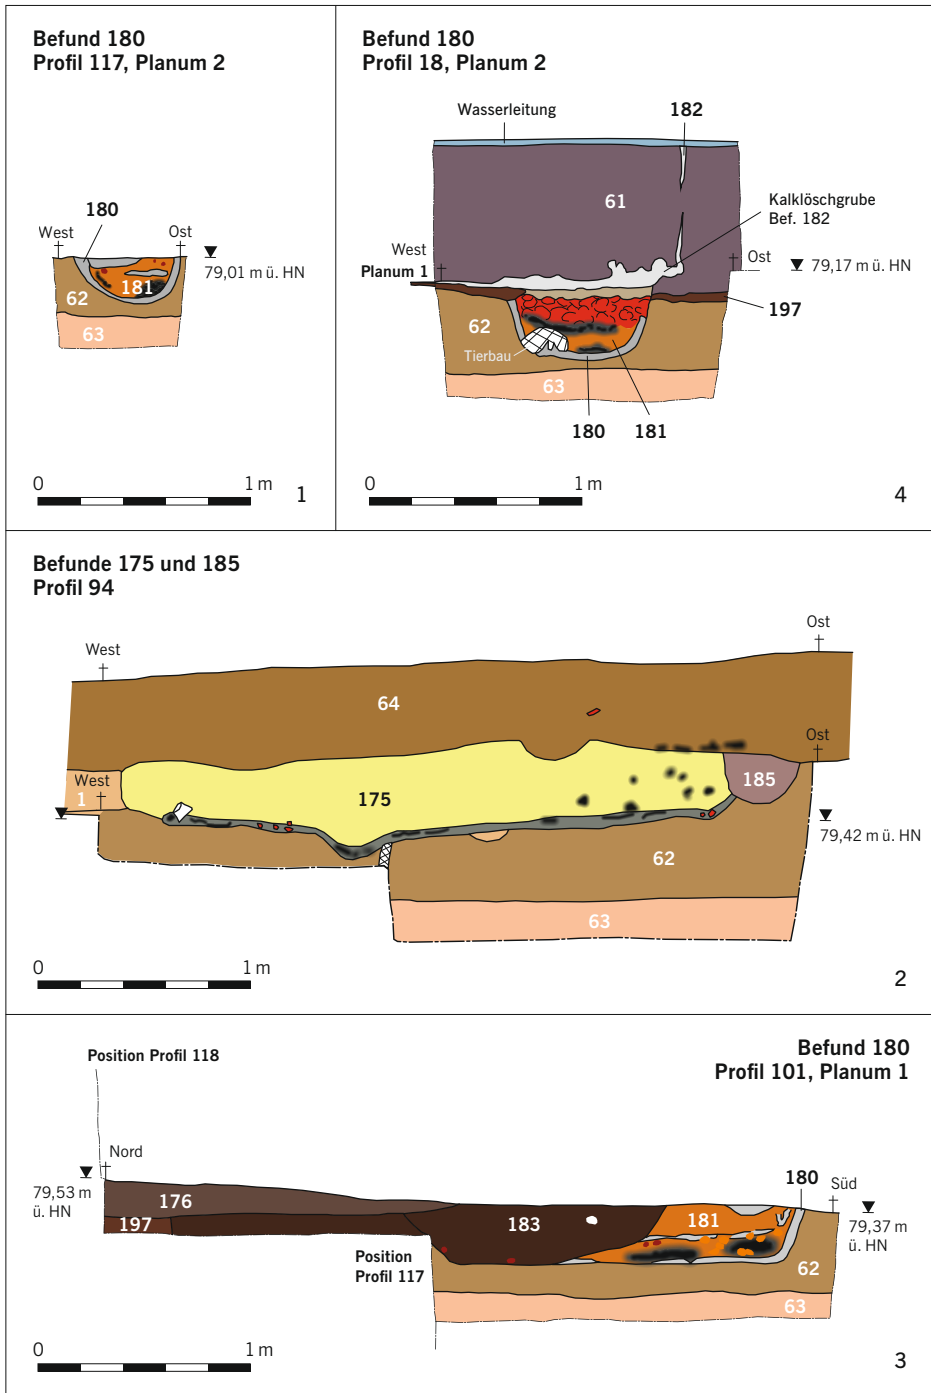 Befund 180
Profil 117, Planum 2
180
West
Ost
79,01 m ü. HN
181
62
63
0
1 m
1
Befund 180
Profil 18, Planum 2
Wasserleitung
182
61
Kalklöschgrube
Bef. 182
West
Planum 1
Ost
79,17 m ü. HN
197
62
Tierbau
63
180
181
0
1 m
4
Befunde 175 und 185
Profil 94
West
Ost
64
Ost
West
1
175
185
79,42 m ü. HN
62
63
0
1 m
2
Position Profil 118
Befund 180
Profil 101, Planum 1
Nord
79,53 m
ü. HN
176
197
183
181
180
Süd
79,37 m
ü. HN
Position
Profil 117
62
63
0
1 m
3